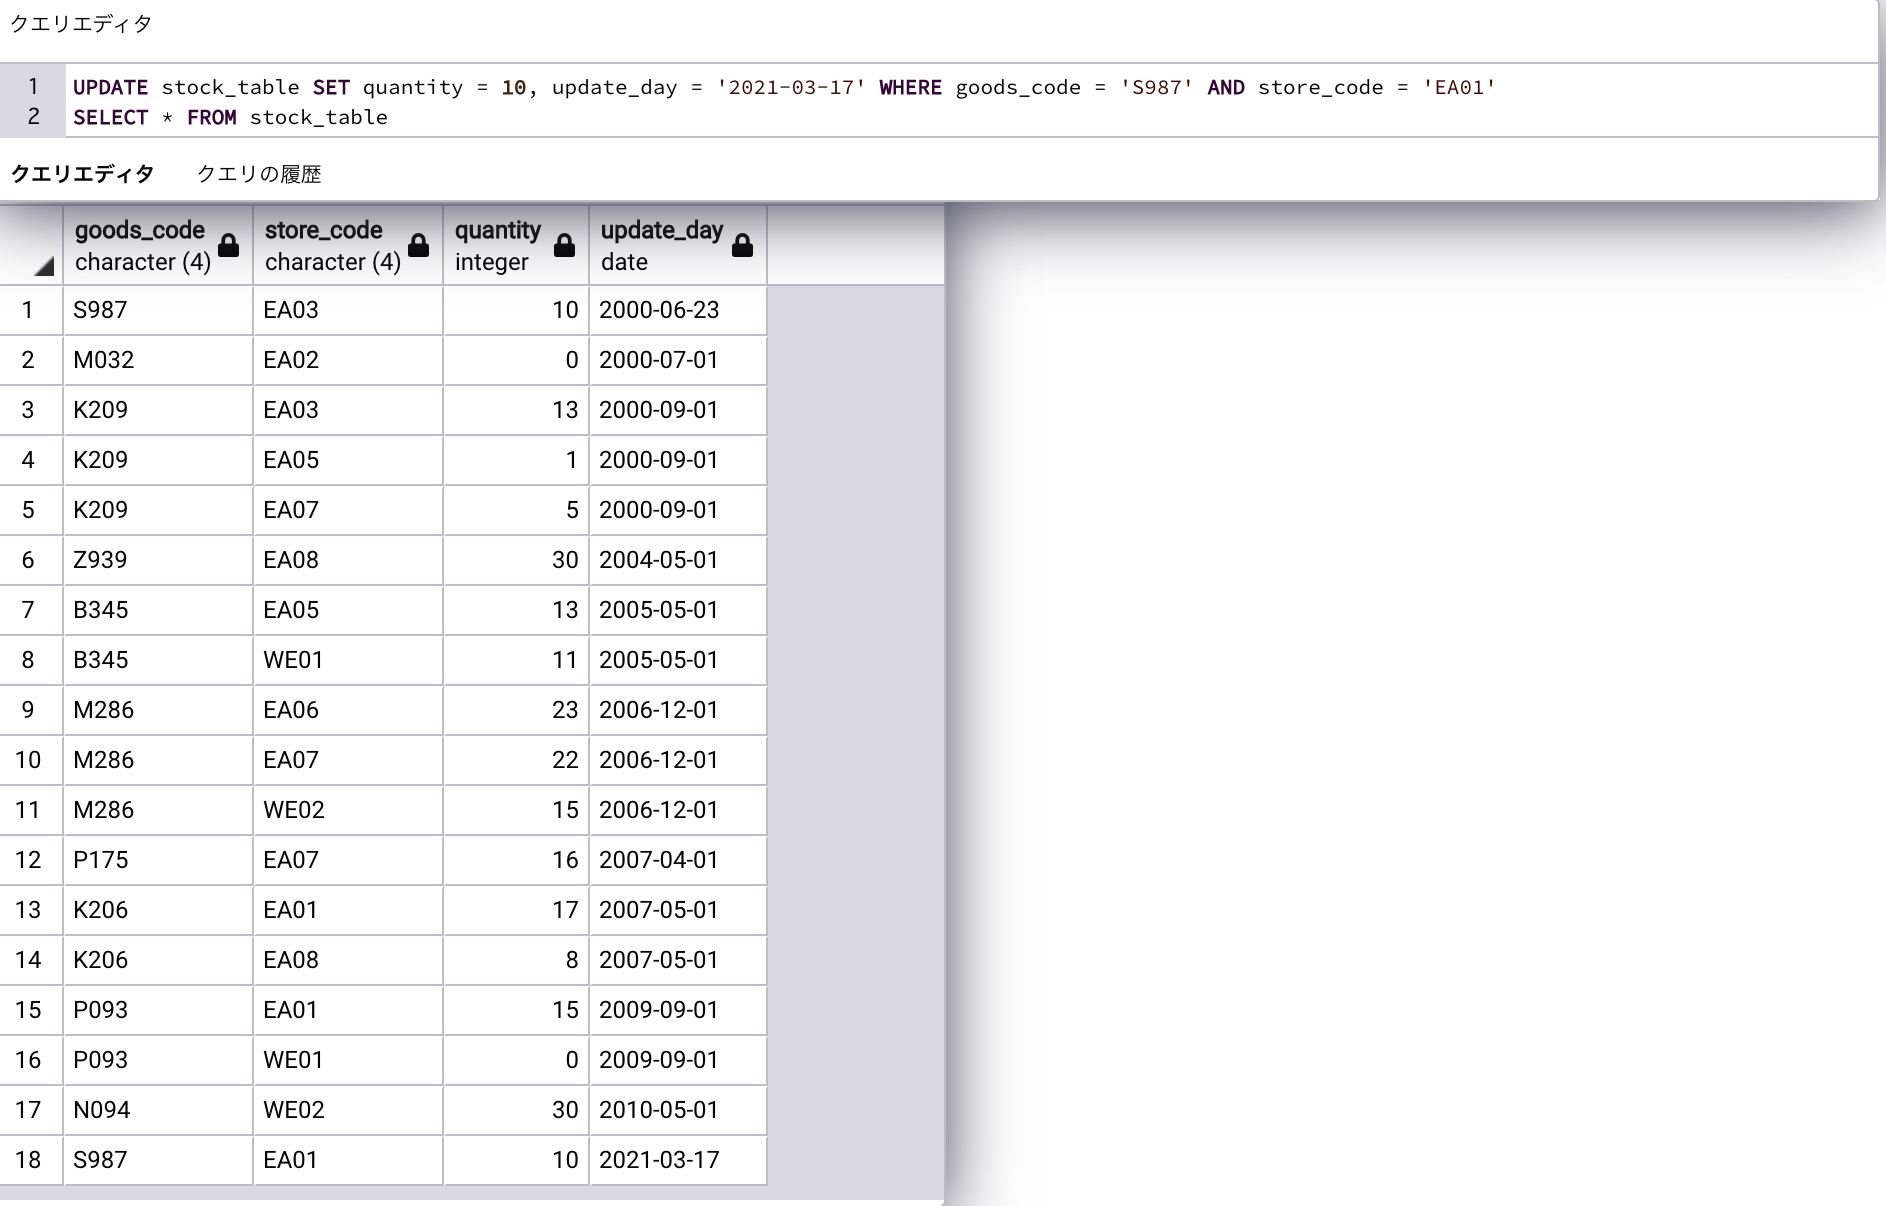 クエリエディタ
1 UPDATE stock_table SET quantity = 10, update_day = '2021-03-17' WHERE goods_code = 'S987' AND store_code = 'EA01'
2 SELECT * FROM stock_table
クエリエディタ クエリの履歴
goods_code store_code quantity update_day
character (4) character (4) integer date
1 S987 EA03 10 2000-06-23
2 M032 EA02 0 2000-07-01
3 K209 EA03 13 2000-09-01
4 K209 EA05 1 2000-09-01
5 K209 EA07 5 2000-09-01
6 Z939 EA08 30 2004-05-01
7 B345 EA05 13 2005-05-01
8 B345 WE01 11 2005-05-01
9 M286 EA06 23 2006-12-01
10 M286 EA07 22 2006-12-01
11 M286 WE02 15 2006-12-01
12 P175 EA07 16 2007-04-01
13 K206 EA01 17 2007-05-01
14 K206 EA08 8 2007-05-01
15 P093 EA01 15 2009-09-01
16 P093 WE01 0 2009-09-01
17 N094 WE02 30 2010-05-01
18 S987 EA01 10 2021-03-17